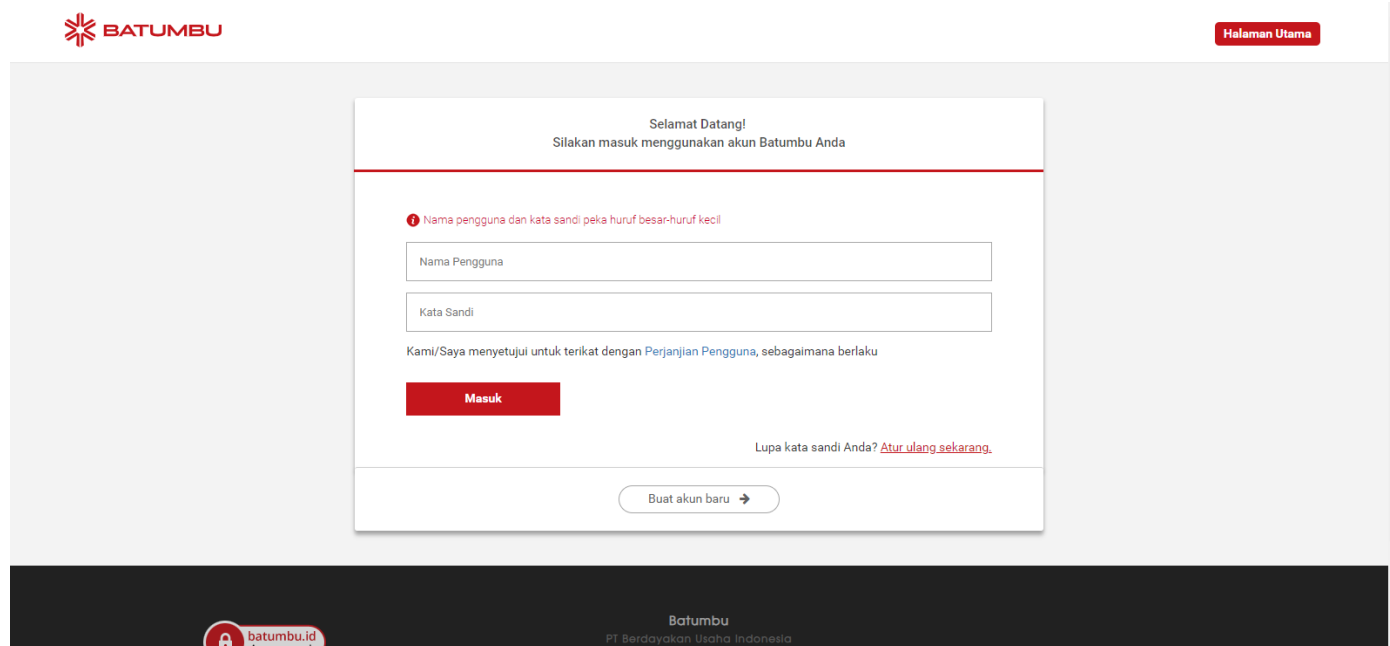 BATUMBU
Halaman Utama
Selamat Datang!
Silakan masuk menggunakan akun Batumbu Anda
Nama pengguna dan kata sandi peka huruf besar-huruf kecil
Nama Pengguna
Kata Sandi
Kami/Saya menyetujui untuk terikat dengan Perjanjian Pengguna, sebagaimana berlaku
Masuk
Lupa kata sandi Anda? Atur ulang sekarang.
Buat akun baru
batumbu.id
Batumbu
PT Berdayakan Usaha Indonesia